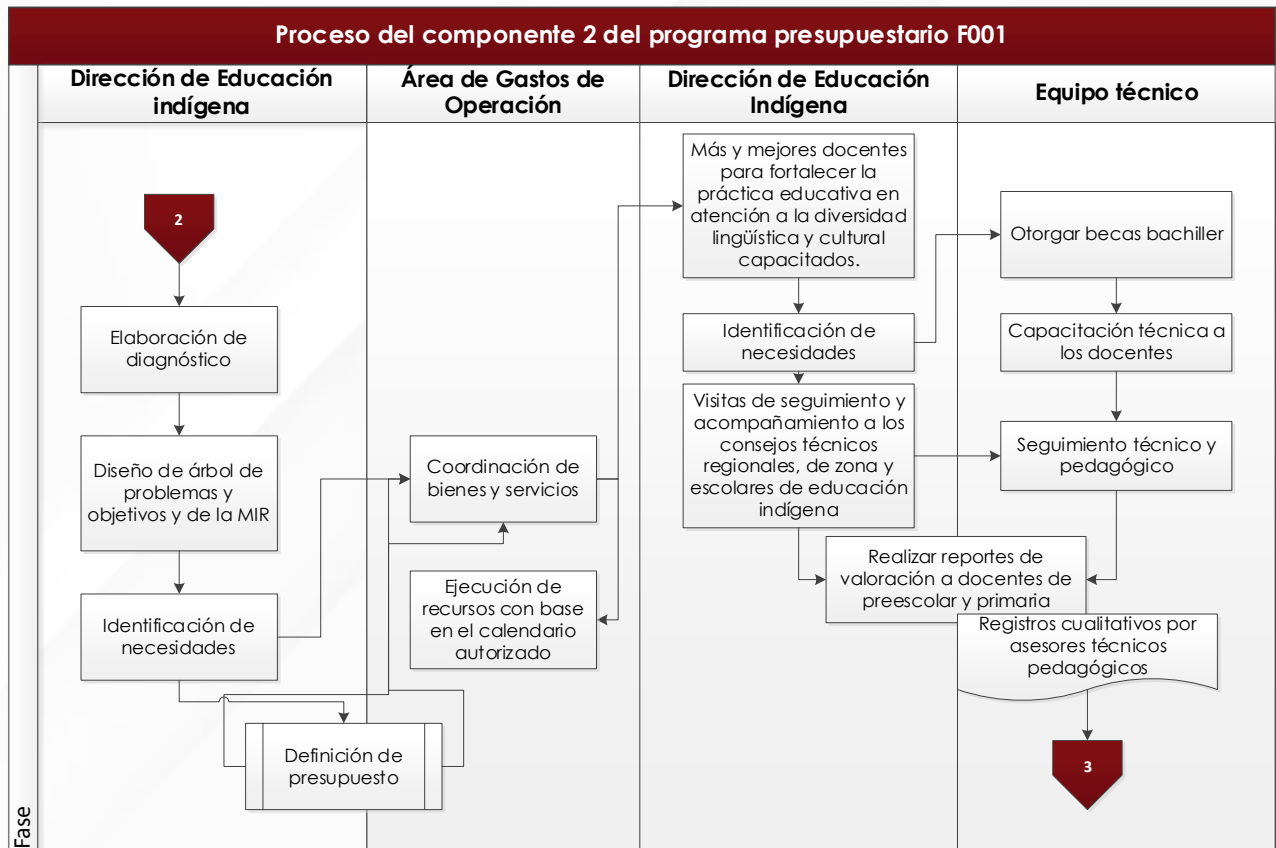 Proceso del componente 2 del programa presupuestario F001
Dirección de Educación
indígena
Área de Gastos de
Operación
Dirección de Educación
Indígena
Equipo técnico
2
Elaboración de
diagnóstico
Diseño de árbol de
problemas y
objetivos y de la MIR
Identificación de
necesidades
Definición de
presupuesto
Coordinación de
bienes y servicios
Ejecución de
recursos con base
en el calendario
autorizado
Más y mejores docentes
para fortalecer la
práctica educativa en
atención a la diversidad
lingüística y cultural
capacitados.
Identificación de
necesidades
Visitas de seguimiento y
acompañamiento a los
consejos técnicos
regionales, de zona y
escolares de educación
indígena
Otorgar becas bachiller
Capacitación técnica a
los docentes
Seguimiento técnico y
pedagógico
Realizar reportes de
valoración a docentes de
preescolar y primaria
Registros cualitativos por
asesores técnicos
pedagógicos
3
Fase